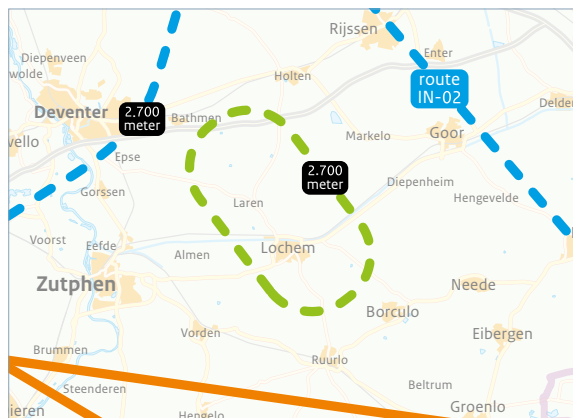 Rijssen
Diepenveen
Enter
wolde
Holten
route
IN-02
Deventer
2.700
meter
Bathmen
Delden
Markelo
Goor
vello
Epse
2.700
meter
Diepenheim
Gorssen
Hengevelde
Laren
Voorst
Eefde
Almen
Lochem
Zutphen
Neede
Borculo
Vorden
Eibergen
Brummen
Ruurlo
Steenderen
Beltrum
Groenlo
ieren
Hengelo